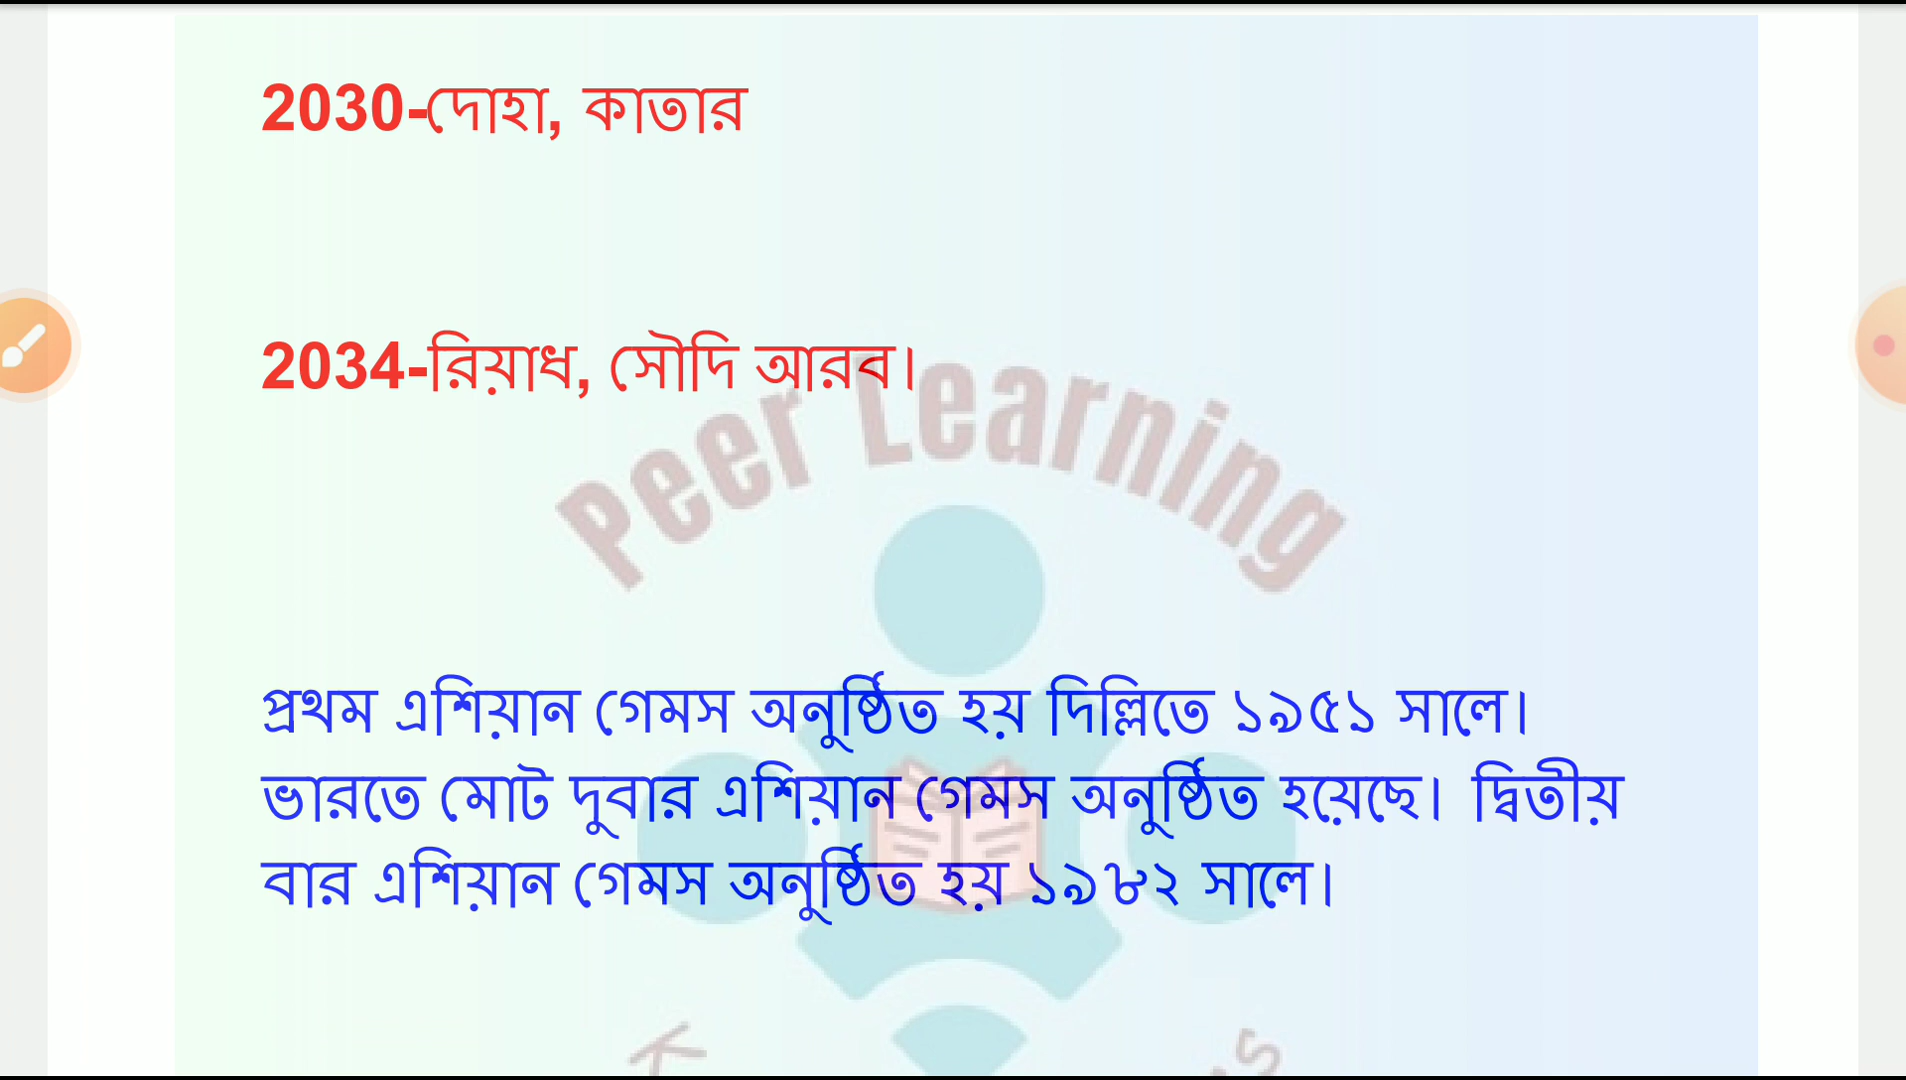 2030-দোহা, কাতার
2034-রিয়াধ, সৌদি আরব।
Peer Learning
প্রথম এশিয়ান গেমস অনুষ্ঠিত হয় দিল্লিতে ১৯৫১ সালে।
ভারতে মোট দুবার এশিয়ান গেমস অনুষ্ঠিত হয়েছে। দ্বিতীয়
বার এশিয়ান গেমস অনুষ্ঠিত হয় ১৯৮২ সালে।